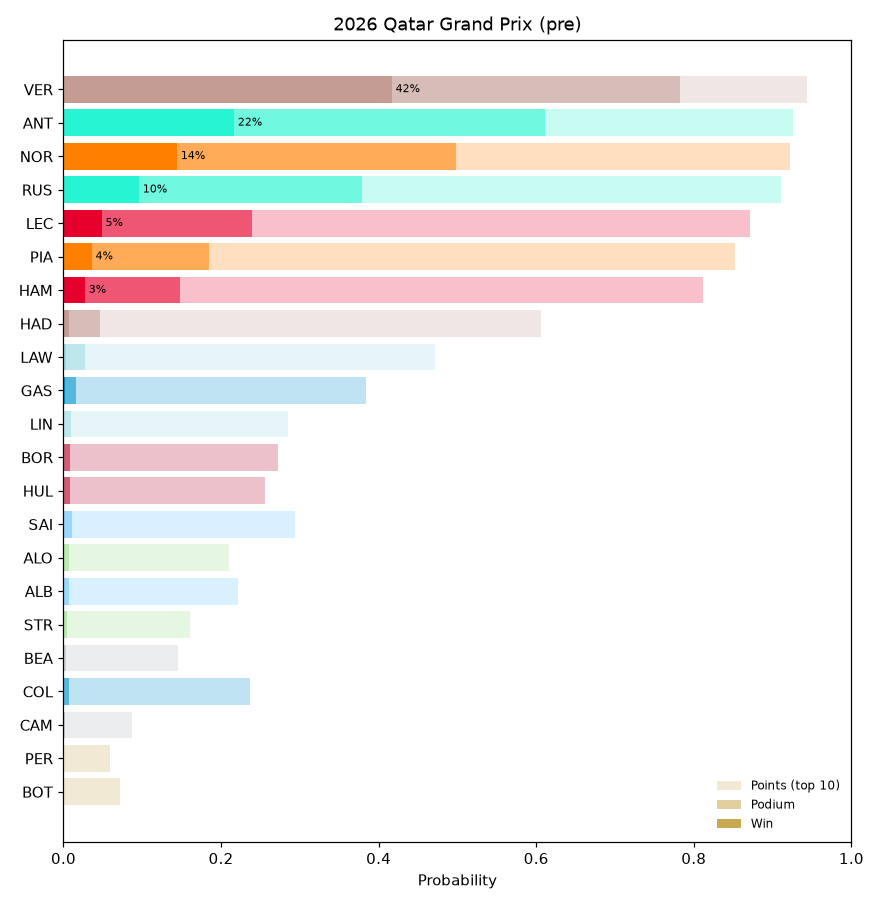 2026 Qatar Grand Prix (pre)
VER 42%
ANT 22%
NOR 14%
RUS 10%
LEC 5%
PIA 4%
HAM 3%
HAD
LAW
GAS
LIN
BOR
HUL
SAI
ALO
ALB
STR
BEA
COL
CAM
PER
BOT
Points (top 10)
Podium
Win
0.0 0.2 0.4 0.6 0.8 1.0
Probability